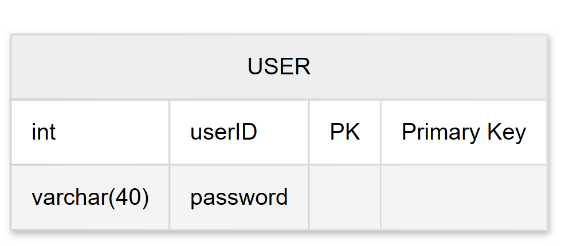 USER
int userID PK Primary Key
varchar(40) password